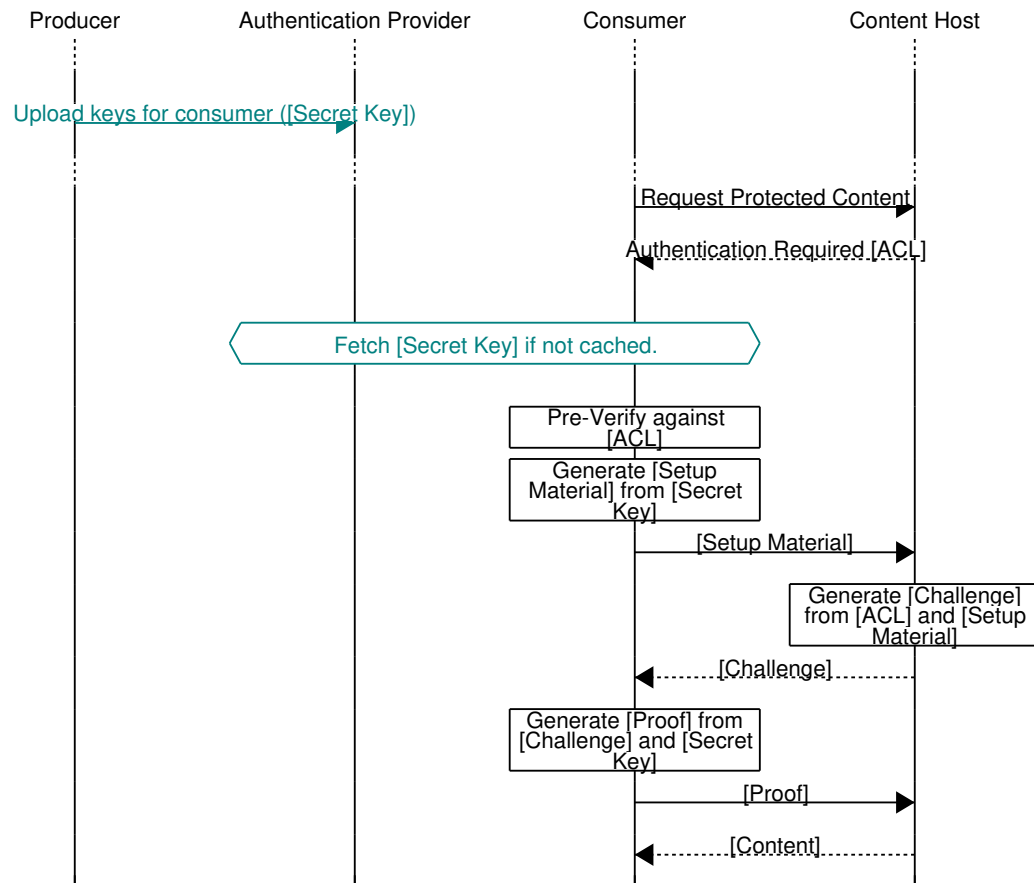 Producer
Authentication Provider
Consumer
Content Host
Upload keys for consumer ([Secret Key])
Request Protected Content
Authentication Required [ACL]
Fetch [Secret Key] if not cached.
Pre-Verify against
[ACL]
Generate [Setup
Material] from [Secret
Key]
[Setup Material]
Generate [Challenge]
from [ACL] and [Setup
Material]
[Challenge]
Generate [Proof] from
[Challenge] and [Secret
Key]
[Proof]
[Content]